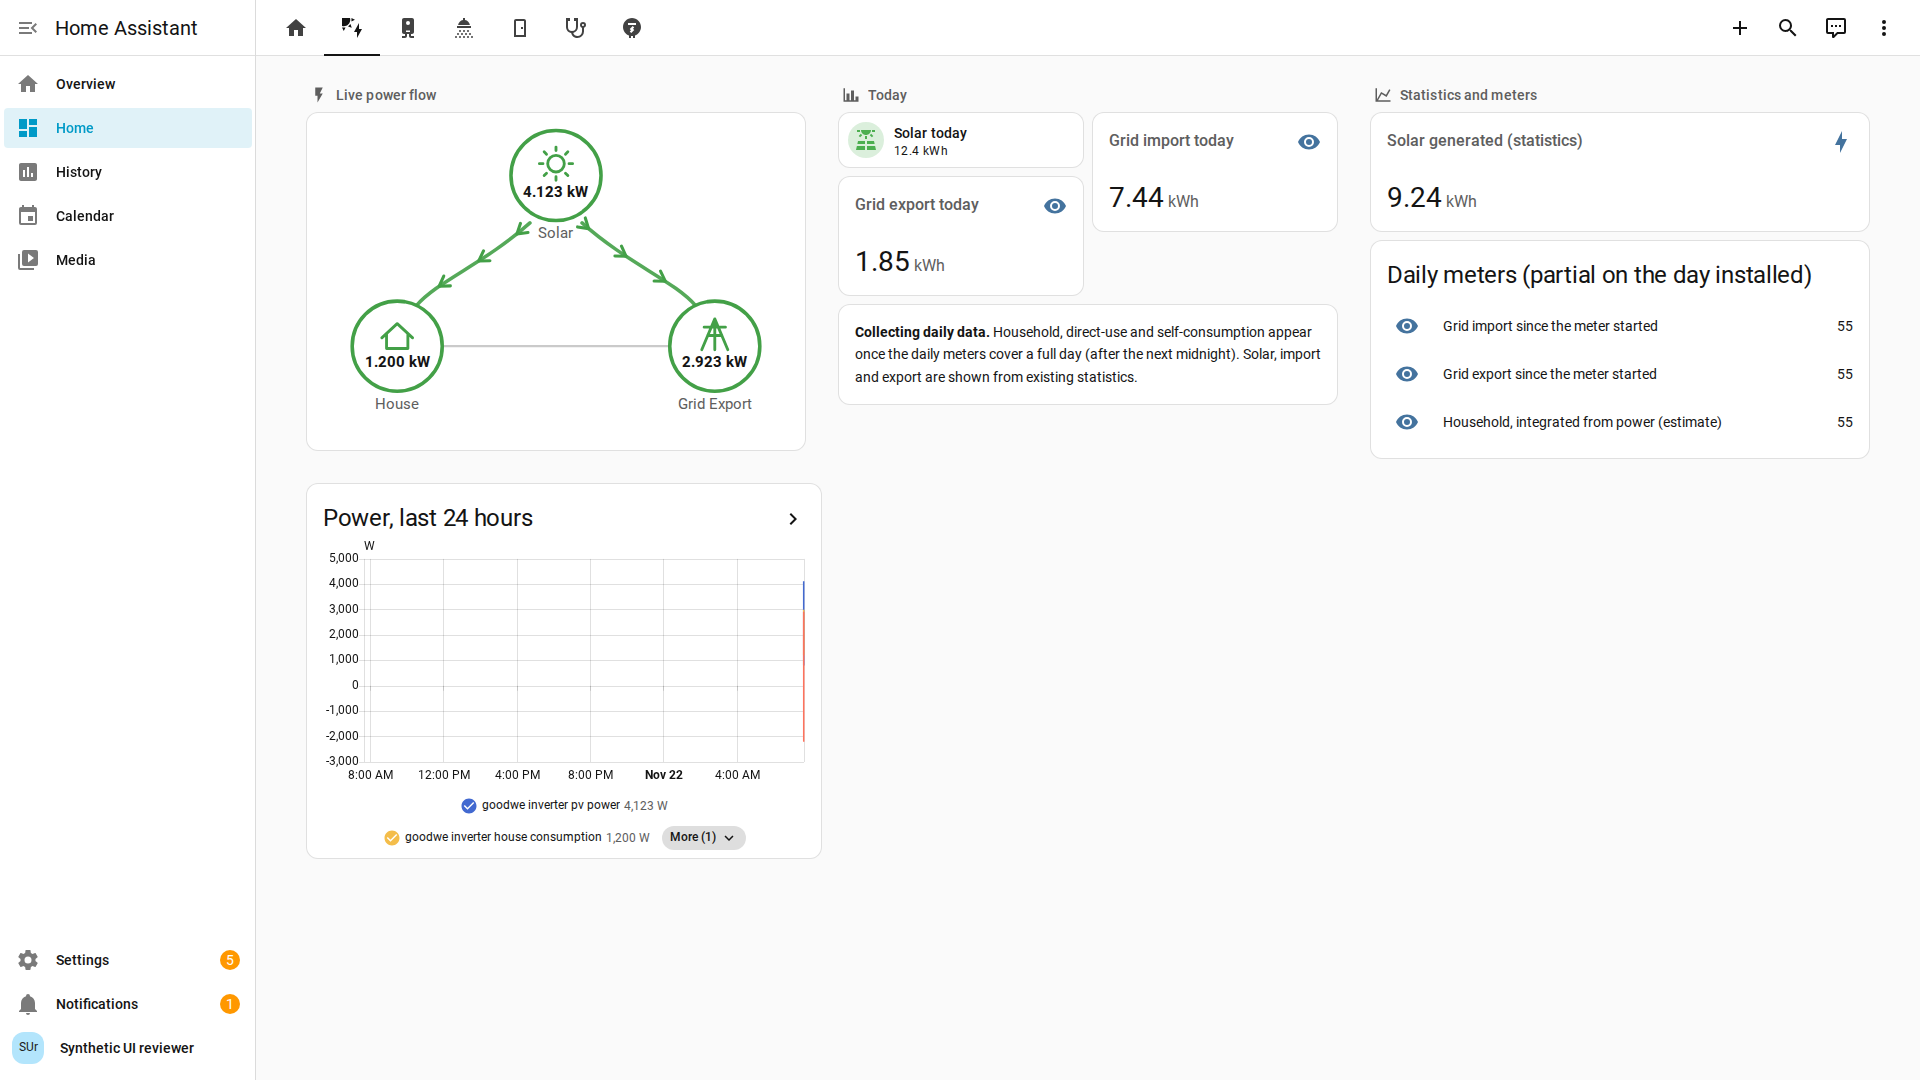 Home Assistant
Overview
Home
History
Calendar
Media
Settings 5
Notifications 1
SUr Synthetic UI reviewer
Live power flow
4.123 kW
Solar
1.200 kW
House
2.923 kW
Grid Export
Today
Solar today
12.4 kWh
Grid import today
7.44 kWh
Grid export today
1.85 kWh
Collecting daily data. Household, direct-use and self-consumption appear
once the daily meters cover a full day (after the next midnight). Solar, import
and export are shown from existing statistics.
Statistics and meters
Solar generated (statistics)
9.24 kWh
Daily meters (partial on the day installed)
Grid import since the meter started 55
Grid export since the meter started 55
Household, integrated from power (estimate) 55
Power, last 24 hours
W
5,000
4,000
3,000
2,000
1,000
0
-1,000
-2,000
-3,000
8:00 AM 12:00 PM 4:00 PM 8:00 PM Nov 22 4:00 AM
goodwe inverter pv power 4,123 W
goodwe inverter house consumption 1,200 W More (1)